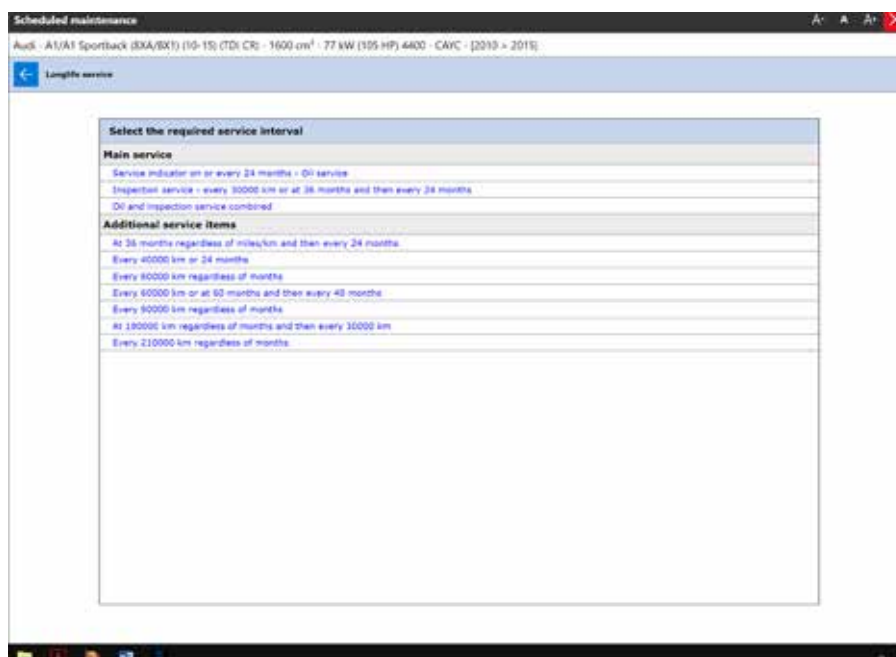 Scheduled maintenance
A- A A+
Audi - A1/A1 Sportback (8XA/8X1) (10-15) (TDI CR) - 1600 cm³ - 77 kW (105 HP) 4400 - CAYC - [2010 > 2015]
Longlife service
Select the required service interval
Main service
Service indicator on or every 24 months - Oil service
Inspection service - every 30000 km or at 36 months and then every 24 months
Oil and inspection service combined
Additional service items
At 36 months regardless of miles/km and then every 24 months
Every 40000 km or 24 months
Every km regardless of months
Every 60000 km or at 60 months and then every 48 months
Every 90000 km regardless of months
At km regardless of months and then every 30000 km
Every 210000 km regardless of months